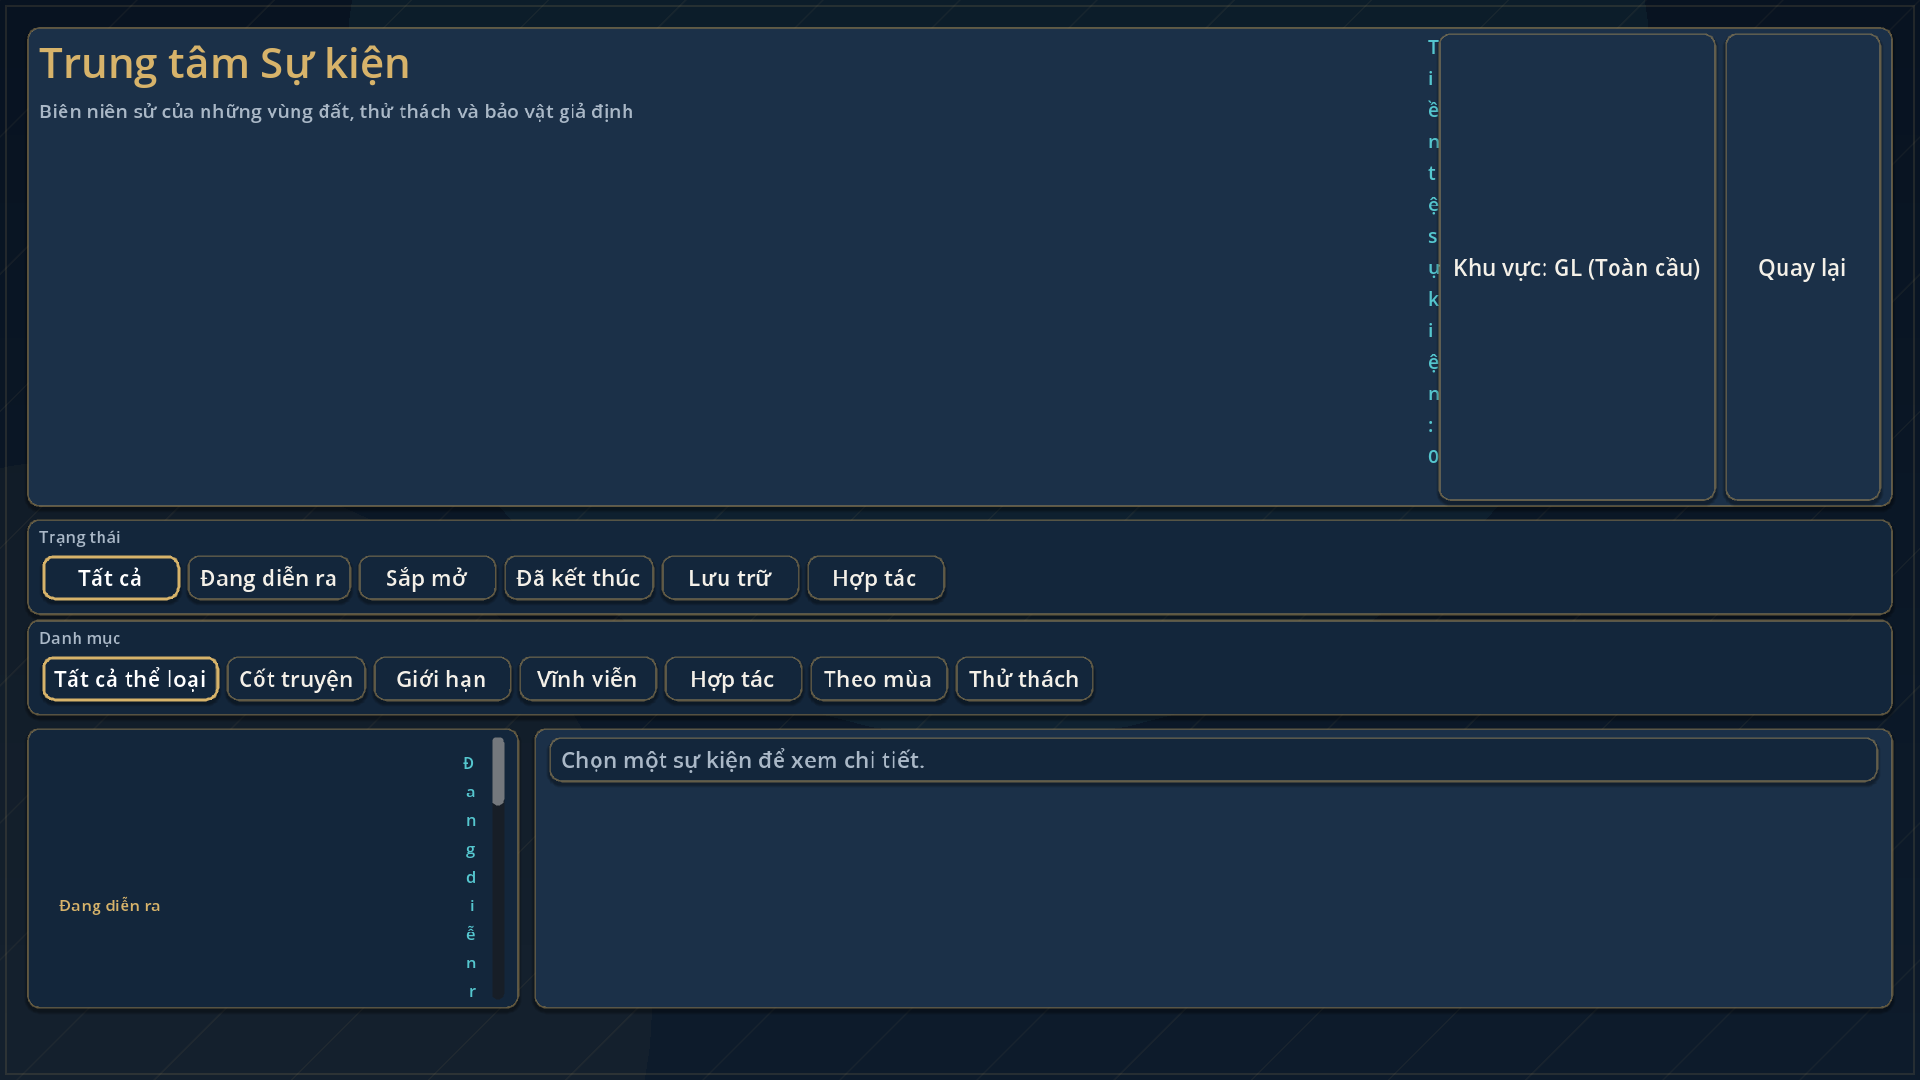 Trung tâm Sự kiện
Biên niên sử của những vùng đất, thử thách và bảo vật giả định
Tiền tệ sự kiện: 0
Khu vực: GL (Toàn cầu)
Quay lại
Trạng thái
Tất cả
Đang diễn ra
Sắp mở
Đã kết thúc
Lưu trữ
Hợp tác
Danh mục
Tất cả thể loại
Cốt truyện
Giới hạn
Vĩnh viễn
Hợp tác
Theo mùa
Thử thách
Đang diễn ra
Đang diễn r
Chọn một sự kiện để xem chi tiết.